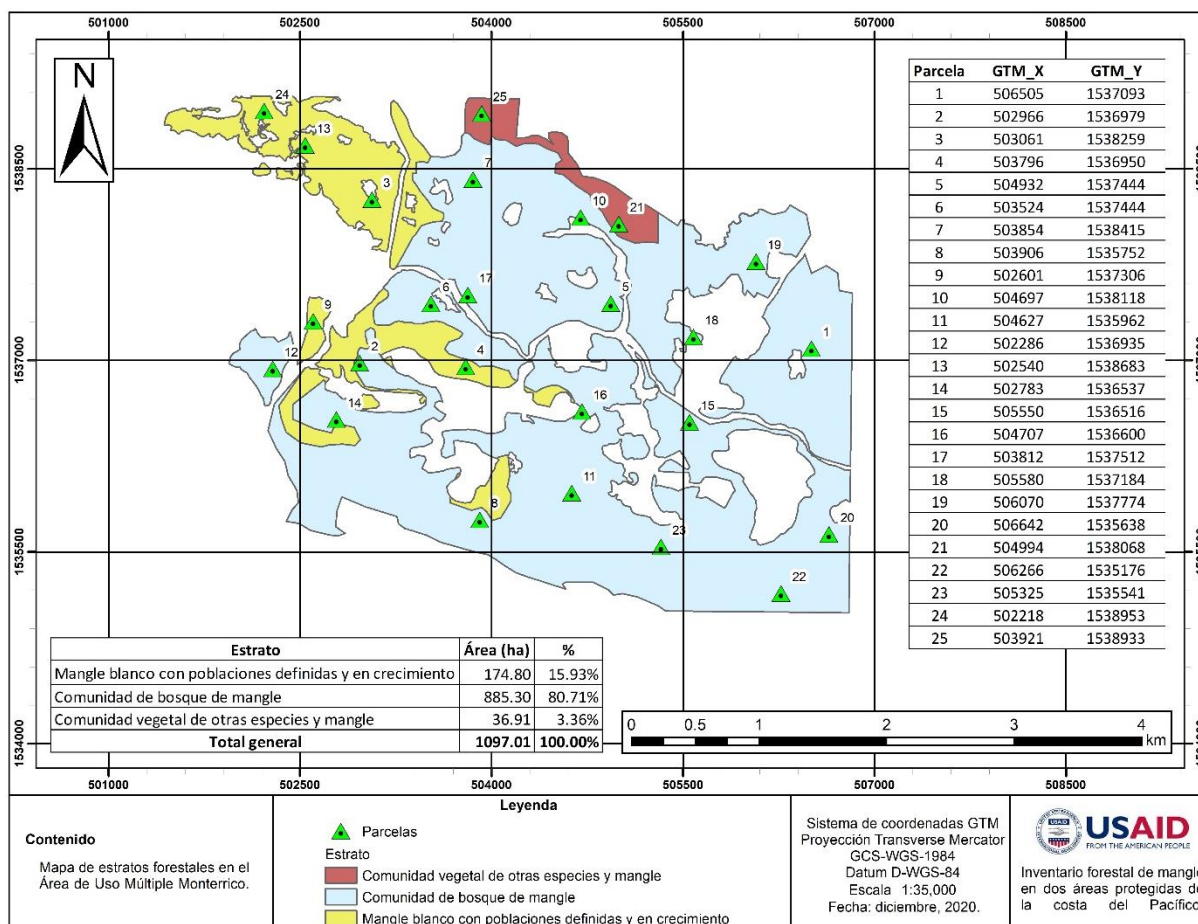 501000 502500 504000 505500 507000 508500
N
1538500
1537000
1535500
1534000
24
13
3
25
7
10
21
19
17
6
5
18
1
9
2
4
12
14
16
15
11
8
23
20
22
Parcela GTM_X GTM_Y
1 506505 1537093
2 502966 1536979
3 503061 1538259
4 503796 1536950
5 504932 1537444
6 503524 1537444
7 503854 1538415
8 503906 1535752
9 502601 1537306
10 504697 1538118
11 504627 1535962
12 502286 1536935
13 502540 1538683
14 502783 1536537
15 505550 1536516
16 504707 1536600
17 503812 1537512
18 505580 1537184
19 506070 1537774
20 506642 1535638
21 504994 1538068
22 506266 1535176
23 505325 1535541
24 502218 1538953
25 503921 1538933
Estrato Área (ha) %
Mangle blanco con poblaciones definidas y en crecimiento 174.80 15.93%
Comunidad de bosque de mangle 885.30 80.71%
Comunidad vegetal de otras especies y mangle 36.91 3.36%
Total general 1097.01 100.00%
0 0.5 1 2 3 4
km
501000 502500 504000 505500 507000 508500
Contenido
Mapa de estratos forestales en el
Área de Uso Múltiple Monterrico.
Leyenda
Parcelas
Estrato
Comunidad vegetal de otras especies y mangle
Comunidad de bosque de mangle
Mangle blanco con poblaciones definidas y en crecimiento
Sistema de coordenadas GTM
Proyección Transverse Mercator
GCS-WGS-1984
Datum D-WGS-84
Escala 1:35,000
Fecha: diciembre, 2020.
USAID
FROM THE AMERICAN PEOPLE
Inventario forestal de mangle
en dos áreas protegidas de
la costa del Pacífico